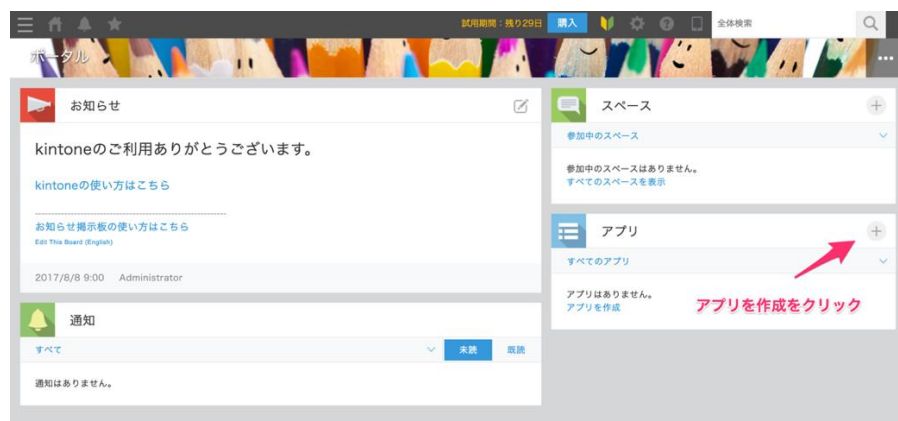 試用期間：残り29日
購入
全体検索
ポータル
お知らせ
kintoneのご利用ありがとうございます。
kintoneの使い方はこちら
お知らせ掲示板の使い方はこちら
Edit This Board (English)
2017/8/8 9:00 Administrator
通知
すべて
未読
既読
通知はありません。
スペース
参加中のスペース
参加中のスペースはありません。
すべてのスペースを表示
アプリ
すべてのアプリ
アプリはありません。
アプリを作成
アプリを作成をクリック